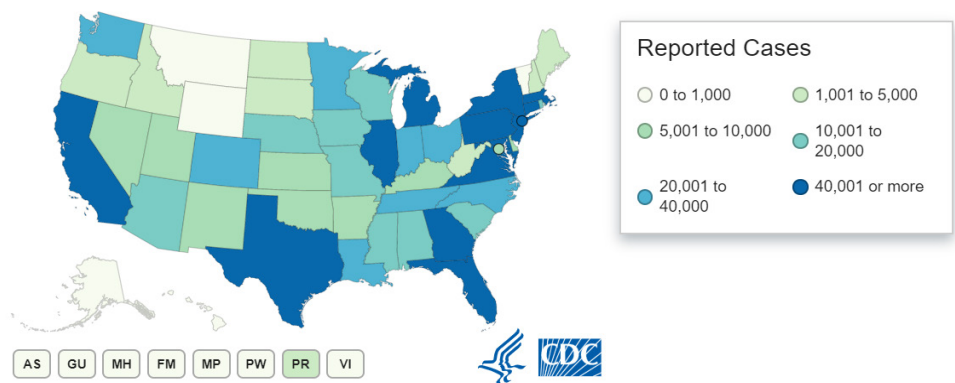 Reported Cases
0 to 1,000
1,001 to 5,000
5,001 to 10,000
10,001 to
20,000
20,001 to
40,000
40,001 or more
AS GU MH FM MP PW PR VI
CDC